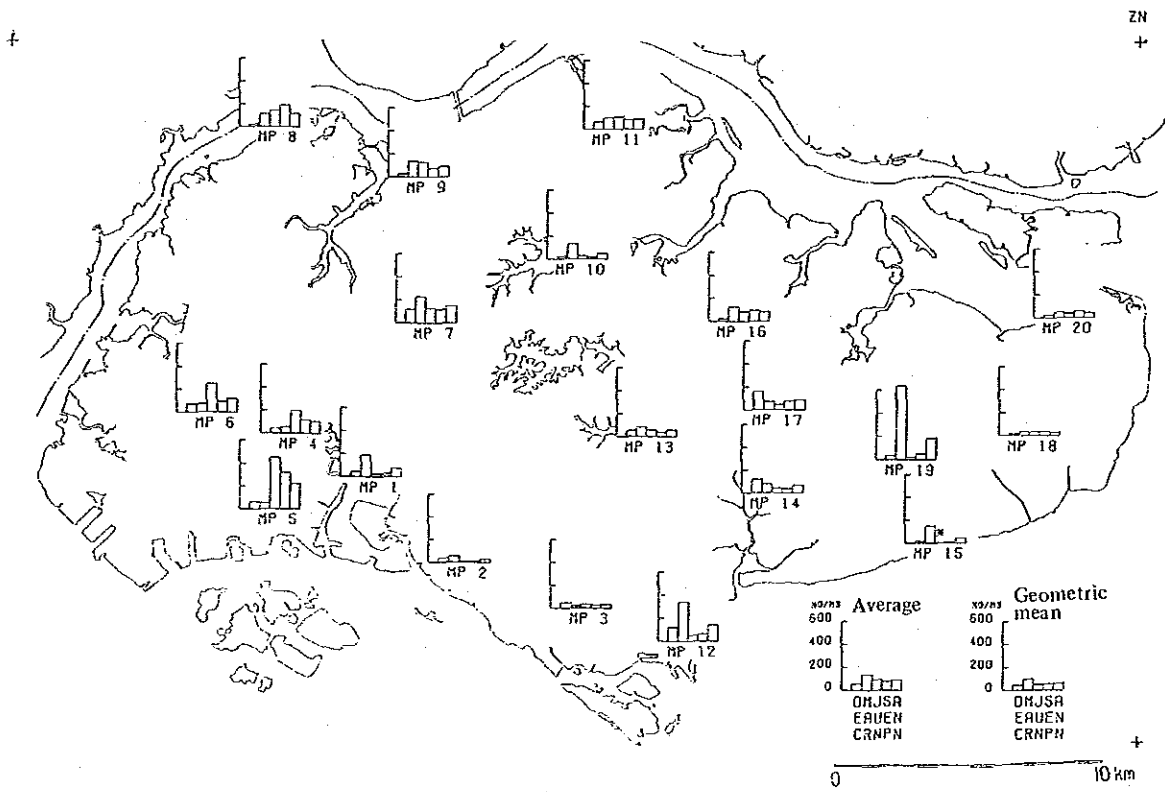 ZN
MP 8
MP 11
MP 9
MP 10
MP 7
MP 16
MP 20
MP 6
MP 4
MP 13
MP 17
MP 18
MP 19
MP 1
MP 5
MP 14
MP 15
MP 2
MP 3
MP 12
*
Average
Geometric
mean
600
400
200
0
600
400
200
0
OMJSA
EAUEN
CRNPN
OMJSA
EAUEN
CRNPN
0
10 km